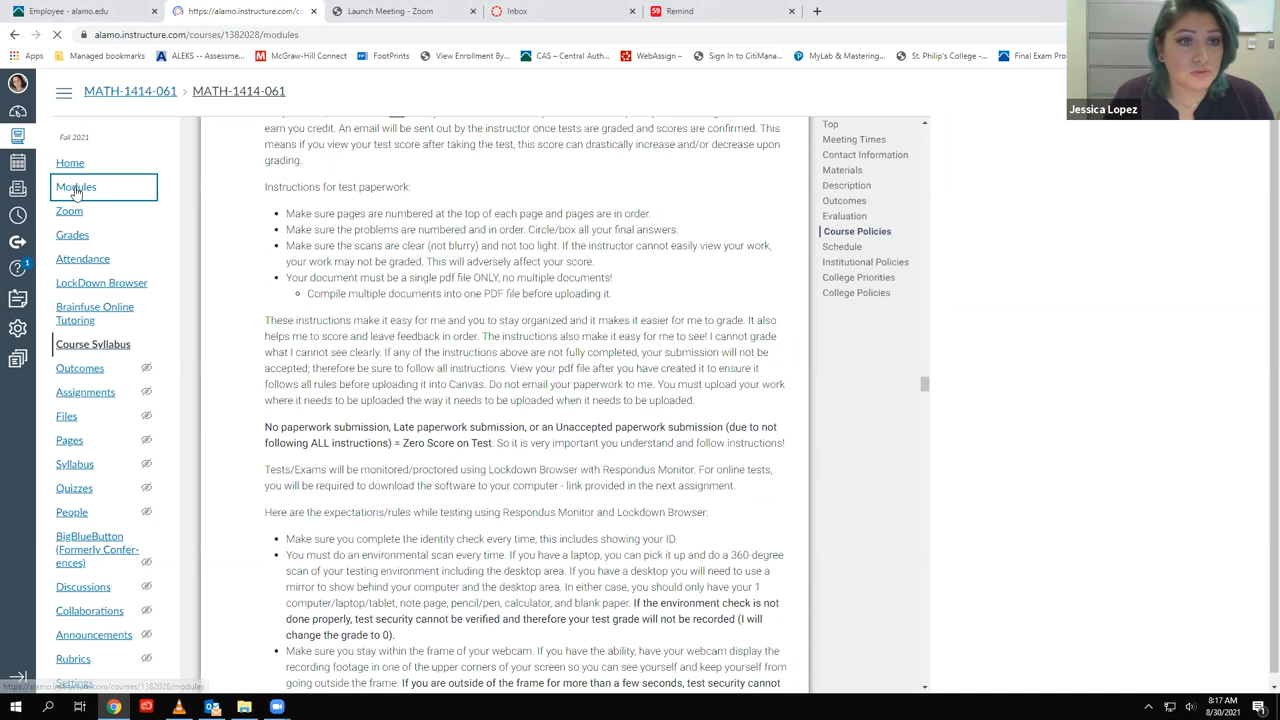 Employee - alamo.edu
https://alamo.instructure.com/co
Launch Meeting - Zoom
Inbox
Remind
alamo.instructure.com/courses/1382028/modules
Apps
Managed bookmarks
ALEKS -- Assessme...
McGraw-Hill Connect
FootPrints
View Enrollment By...
CAS – Central Auth...
WebAssign -
Sign In to CitiMana...
MyLab & Mastering...
St. Philip's College -...
Final Exam Pro
Jessica Lopez
MATH-1414-061 › MATH-1414-061
Fall 2021
Home
Modules
Zoom
Grades
Attendance
LockDown Browser
Brainfuse Online
Tutoring
Course Syllabus
Outcomes
Assignments
Files
Pages
Syllabus
Quizzes
People
BigBlueButton
(Formerly Confer-
ences)
Discussions
Collaborations
Announcements
Rubrics
Settings
1
earn you credit. An email will be sent out by the instructor once tests are graded and scores are confirmed. This
means if you view your test score after taking the test, this score can drastically increase and/or decrease upon
grading.
Instructions for test paperwork:
• Make sure pages are numbered at the top of each page and pages are in order.
• Make sure the problems are numbered and in order. Circle/box all your final answers.
• Make sure the scans are clear (not blurry) and not too light. If the instructor cannot easily view your work,
your work may not be graded. This will adversely affect your score.
• Your document must be a single pdf file ONLY, no multiple documents!
Compile multiple documents into one PDF file before uploading it.
These instructions make it easy for me and you to stay organized and it makes it easier for me to grade. It also
helps me to score and leave feedback in order. The instructions also make it easy for me to see! I cannot grade
what I cannot see clearly. If any of the instructions above are not fully completed, your submission will not be
accepted; therefore be sure to follow all instructions. View your pdf file after you have created it to ensure it
follows all rules before uploading it into Canvas. Do not email your paperwork to me. You must upload your work
where it needs to be uploaded the way it needs to be uploaded when it needs to be uploaded.
No paperwork submission, Late paperwork submission, or an Unaccepted paperwork submission (due to not
following ALL instructions) = Zero Score on Test. So it is very important you understand and follow instructions!
Tests/Exams will be monitored/proctored using Lockdown Browser with Respondus Monitor. For online tests,
you will be required to download the software to your computer - link provided in the next assignment.
Here are the expectations/rules while testing using Respondus Monitor and Lockdown Browser:
• Make sure you complete the identity check every time, this includes showing your ID.
• You must do an environmental scan every time. If you have a laptop, you can pick it up and do a 360-degree
scan of your testing environment including the desktop area. If you have a desktop you will need to use a
mirror to show behind your computer and the desktop area. In either case, you should only have your 1
computer/laptop/tablet, note page, pencil/pen, calculator, and blank paper. If the environment check is not
done properly, test security cannot be verified and therefore your test grade will not be recorded (I will
change the grade to 0).
• Make sure you stay within the frame of your webcam. If you have the ability, have your webcam display the
recording footage in one of the upper corners of your screen so you can see yourself and keep yourself from
going outside the frame. If you are outside of the frame for more than a few seconds, test security cannot
Top
Meeting Times
Contact Information
Materials
Description
Outcomes
Evaluation
Course Policies
Schedule
Institutional Policies
College Priorities
College Policies
https://alamo.instructure.com/courses/1382028/modules
8:17 AM
8/30/2021
1